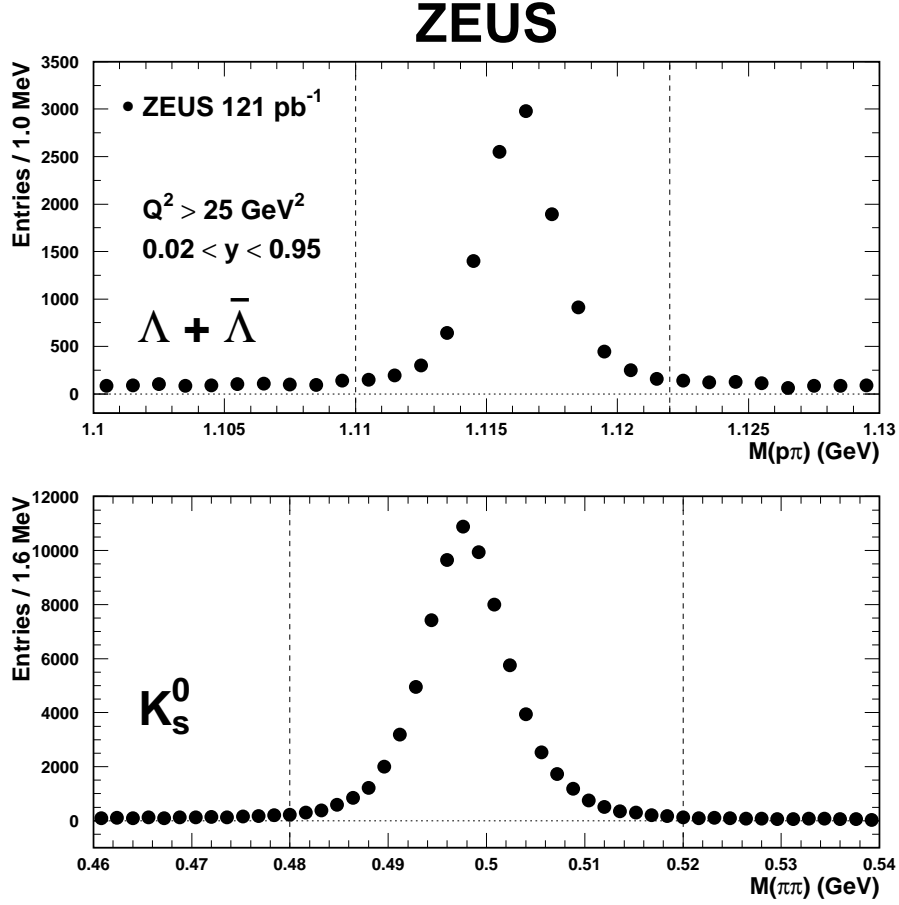 ZEUS
Entries / 1.0 MeV
3500
3000
2500
2000
1500
1000
500
0
● ZEUS 121 pb⁻¹
Q² > 25 GeV²
0.02 < y < 0.95
Λ + Λ̄
1.1 1.105 1.11 1.115 1.12 1.125 1.13
M(pπ) (GeV)
Entries / 1.6 MeV
12000
10000
8000
6000
4000
2000
0
K⁰ₛ
0.46 0.47 0.48 0.49 0.5 0.51 0.52 0.53 0.54
M(ππ) (GeV)